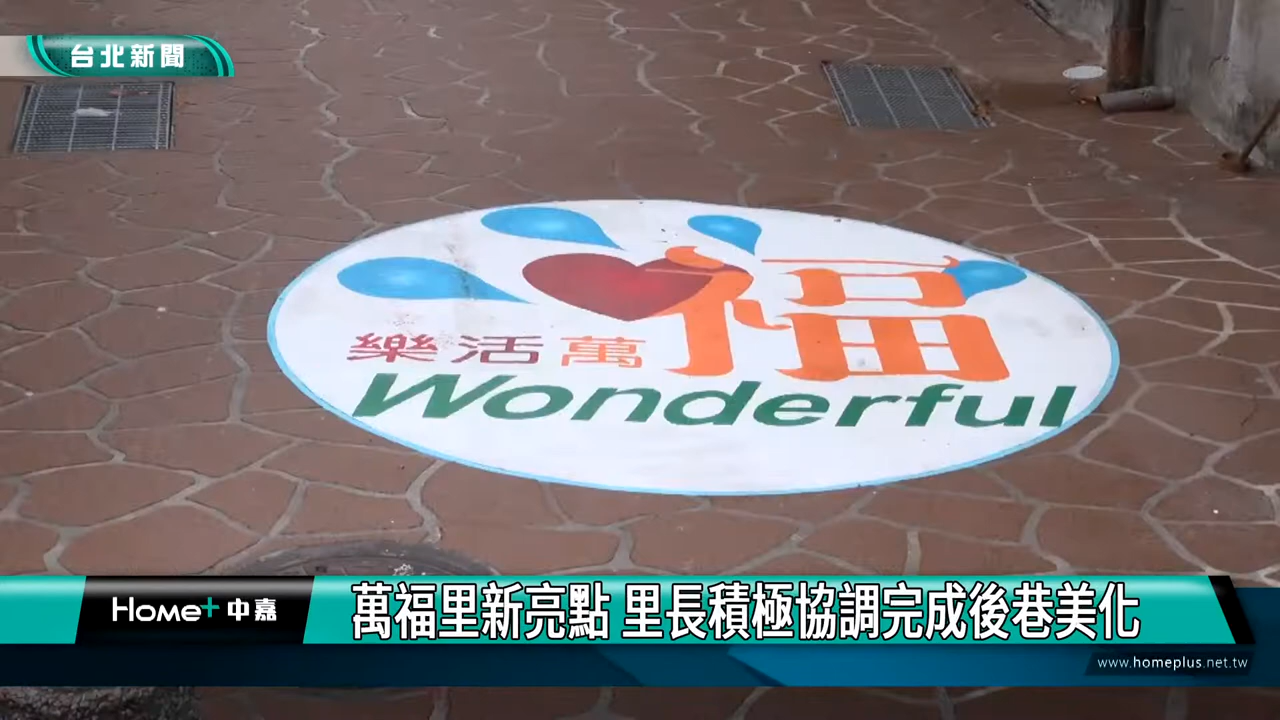 台北新聞
福
樂活萬
Wonderful
Home+ 中嘉
萬福里新亮點 里長積極協調完成後巷美化
www.homeplus.net.tw